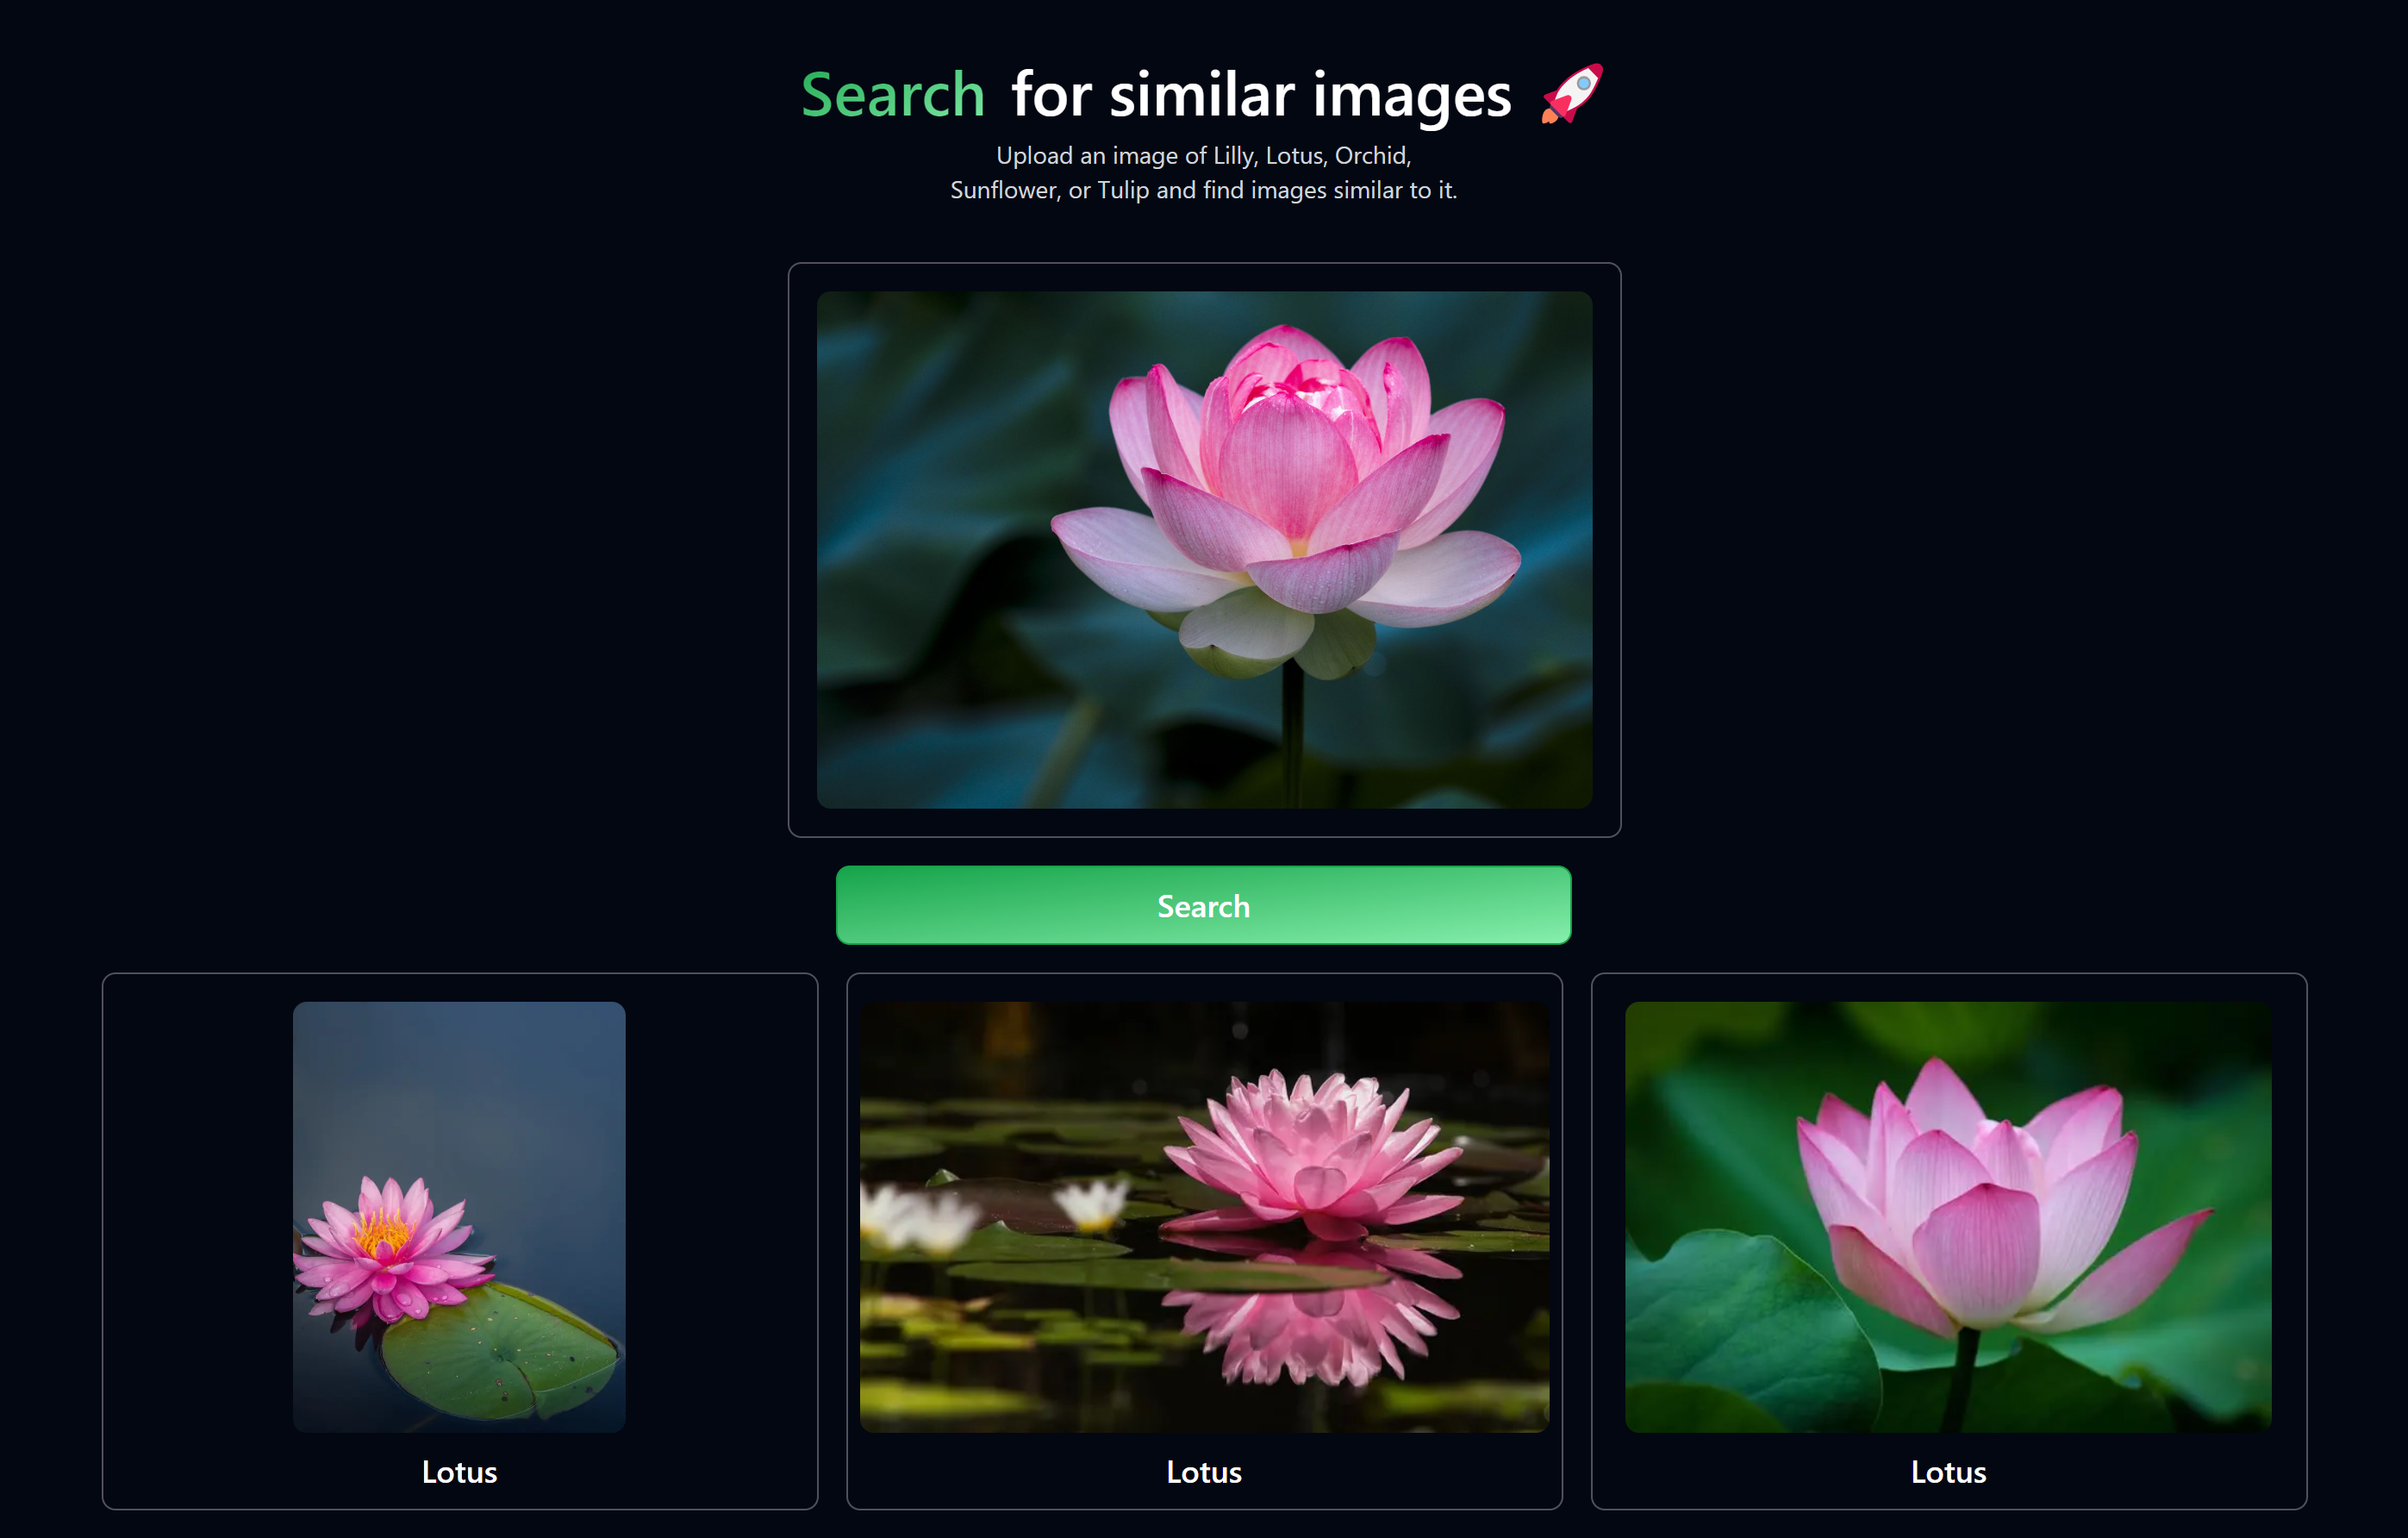 Search for similar images 🚀
Upload an image of Lilly, Lotus, Orchid,
Sunflower, or Tulip and find images similar to it.
Search
Lotus
Lotus
Lotus